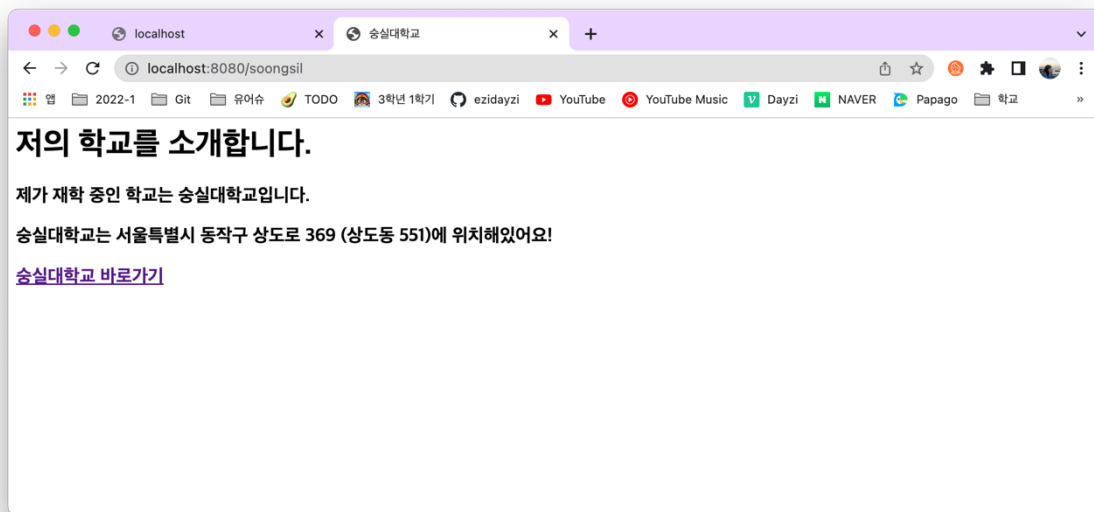 localhost
숭실대학교
localhost:8080/soongsil
앱 2022-1 Git 유어슈 TODO 3학년 1학기 ezidayzi YouTube YouTube Music Dayzi NAVER Papago 학교 »
저의 학교를 소개합니다.
제가 재학 중인 학교는 숭실대학교입니다.
숭실대학교는 서울특별시 동작구 상도로 369 (상도동 551)에 위치해있어요!
숭실대학교 바로가기